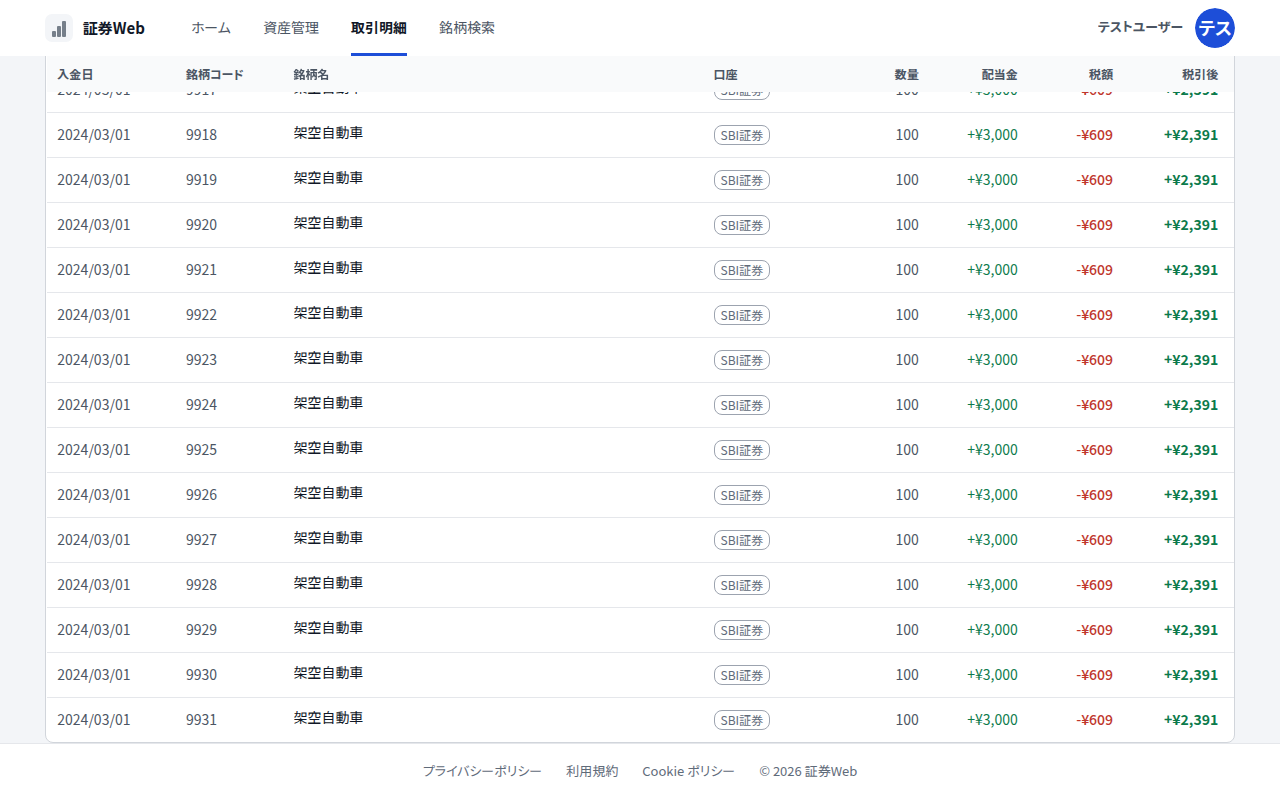 証券Web ホーム 資産管理 取引明細 銘柄検索 テストユーザー テス
入金日 銘柄コード 銘柄名 口座 数量 配当金 税額 税引後
2024/03/01 9918 架空自動車 SBI証券 100 +¥3,000 -¥609 +¥2,391
2024/03/01 9919 架空自動車 SBI証券 100 +¥3,000 -¥609 +¥2,391
2024/03/01 9920 架空自動車 SBI証券 100 +¥3,000 -¥609 +¥2,391
2024/03/01 9921 架空自動車 SBI証券 100 +¥3,000 -¥609 +¥2,391
2024/03/01 9922 架空自動車 SBI証券 100 +¥3,000 -¥609 +¥2,391
2024/03/01 9923 架空自動車 SBI証券 100 +¥3,000 -¥609 +¥2,391
2024/03/01 9924 架空自動車 SBI証券 100 +¥3,000 -¥609 +¥2,391
2024/03/01 9925 架空自動車 SBI証券 100 +¥3,000 -¥609 +¥2,391
2024/03/01 9926 架空自動車 SBI証券 100 +¥3,000 -¥609 +¥2,391
2024/03/01 9927 架空自動車 SBI証券 100 +¥3,000 -¥609 +¥2,391
2024/03/01 9928 架空自動車 SBI証券 100 +¥3,000 -¥609 +¥2,391
2024/03/01 9929 架空自動車 SBI証券 100 +¥3,000 -¥609 +¥2,391
2024/03/01 9930 架空自動車 SBI証券 100 +¥3,000 -¥609 +¥2,391
2024/03/01 9931 架空自動車 SBI証券 100 +¥3,000 -¥609 +¥2,391
プライバシーポリシー 利用規約 Cookie ポリシー © 2026 証券Web